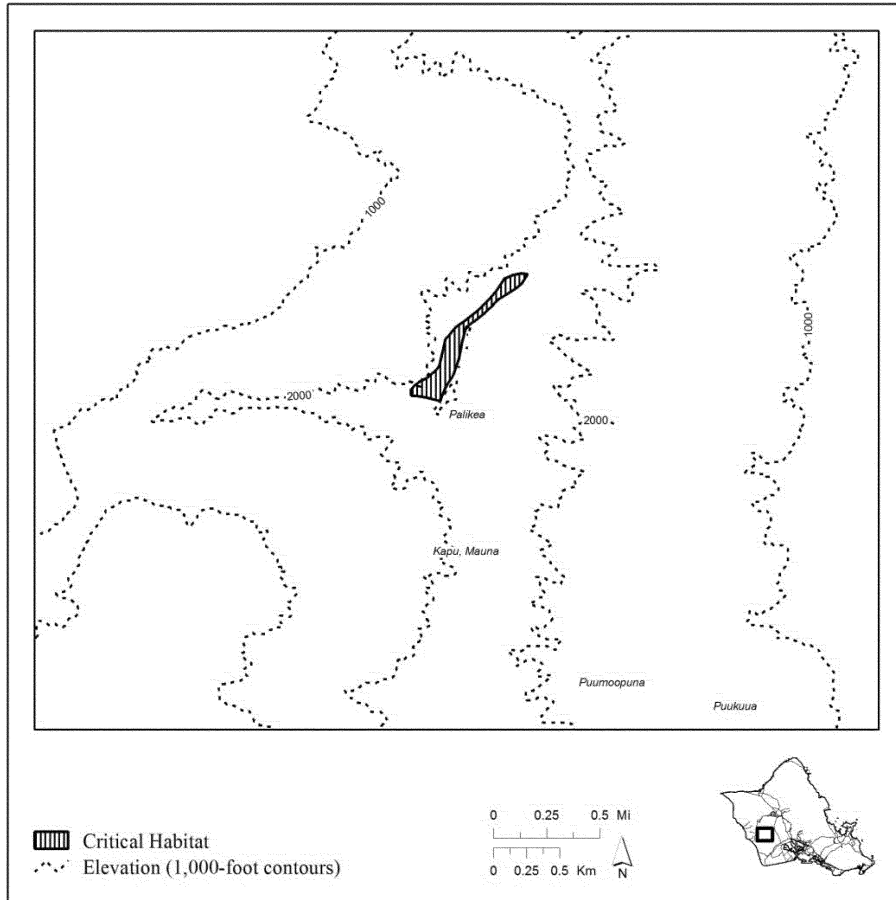 1000
1000
2000
Palikea
2000
Kapu, Mauna
Puumoopuna
Puukuua
Critical Habitat
Elevation (1,000-foot contours)
0 0.25 0.5 Mi
0 0.25 0.5 Km
N